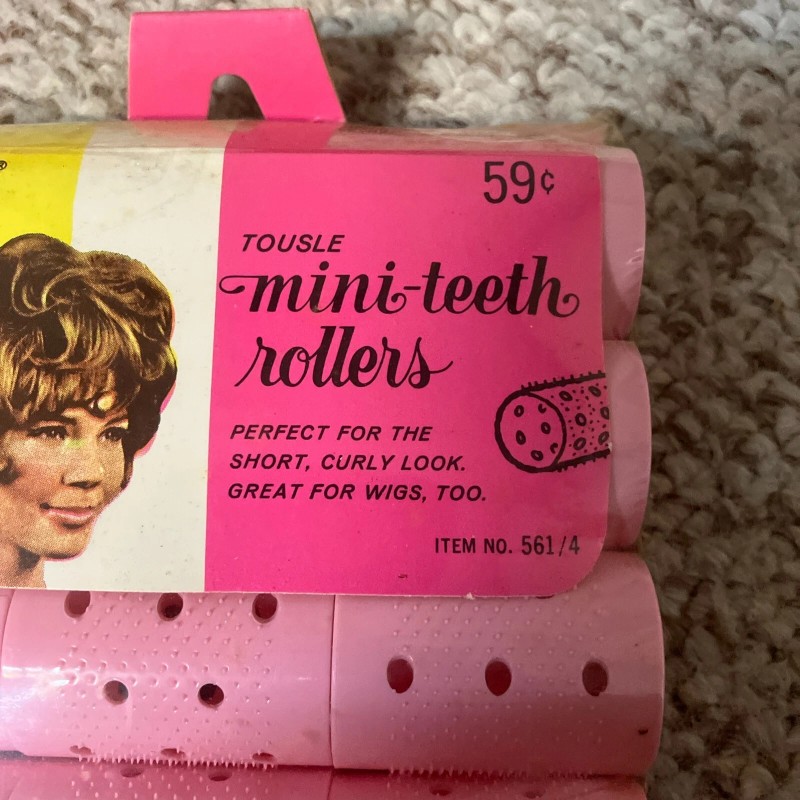 ®
59¢
TOUSLE
mini-teeth
rollers
PERFECT FOR THE
SHORT, CURLY LOOK.
GREAT FOR WIGS, TOO.
ITEM NO. 561/4